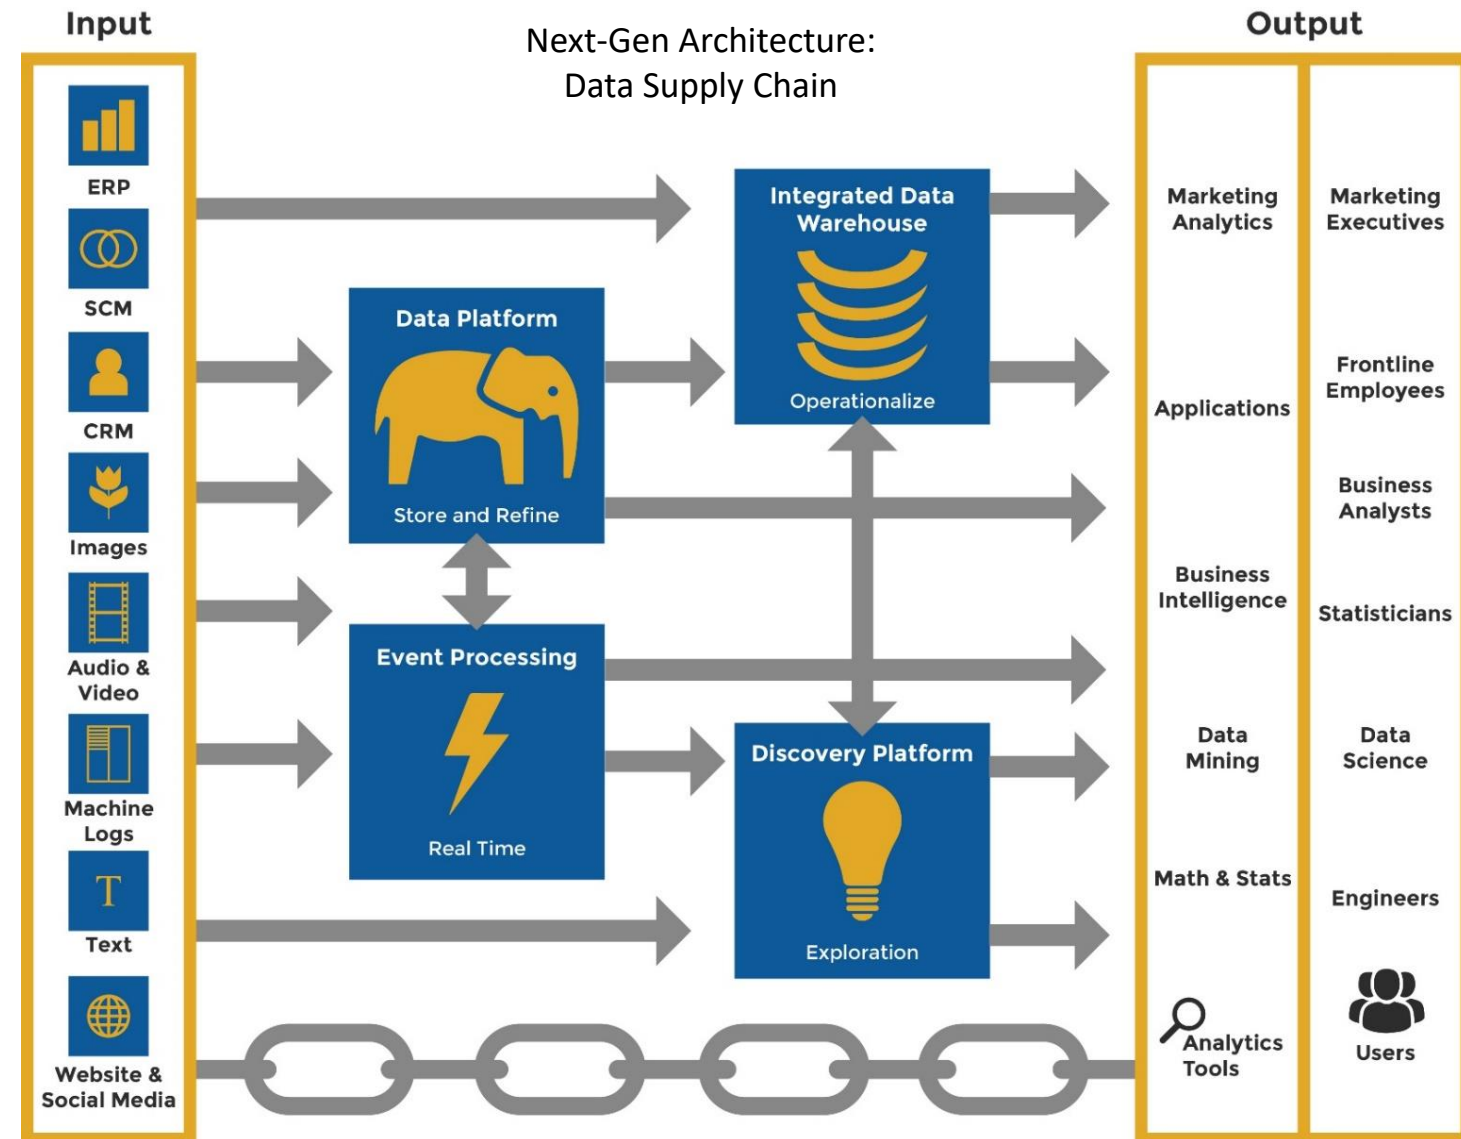 Input
Next-Gen Architecture:
Data Supply Chain
Output
ERP
SCM
CRM
Images
Audio &
Video
Machine
Logs
T
Text
Website &
Social Media
Data Platform
Store and Refine
Event Processing
Real Time
Integrated Data
Warehouse
Operationalize
Discovery Platform
Exploration
Marketing
Analytics
Applications
Business
Intelligence
Data
Mining
Math & Stats
Analytics
Tools
Marketing
Executives
Frontline
Employees
Business
Analysts
Statisticians
Data
Science
Engineers
Users